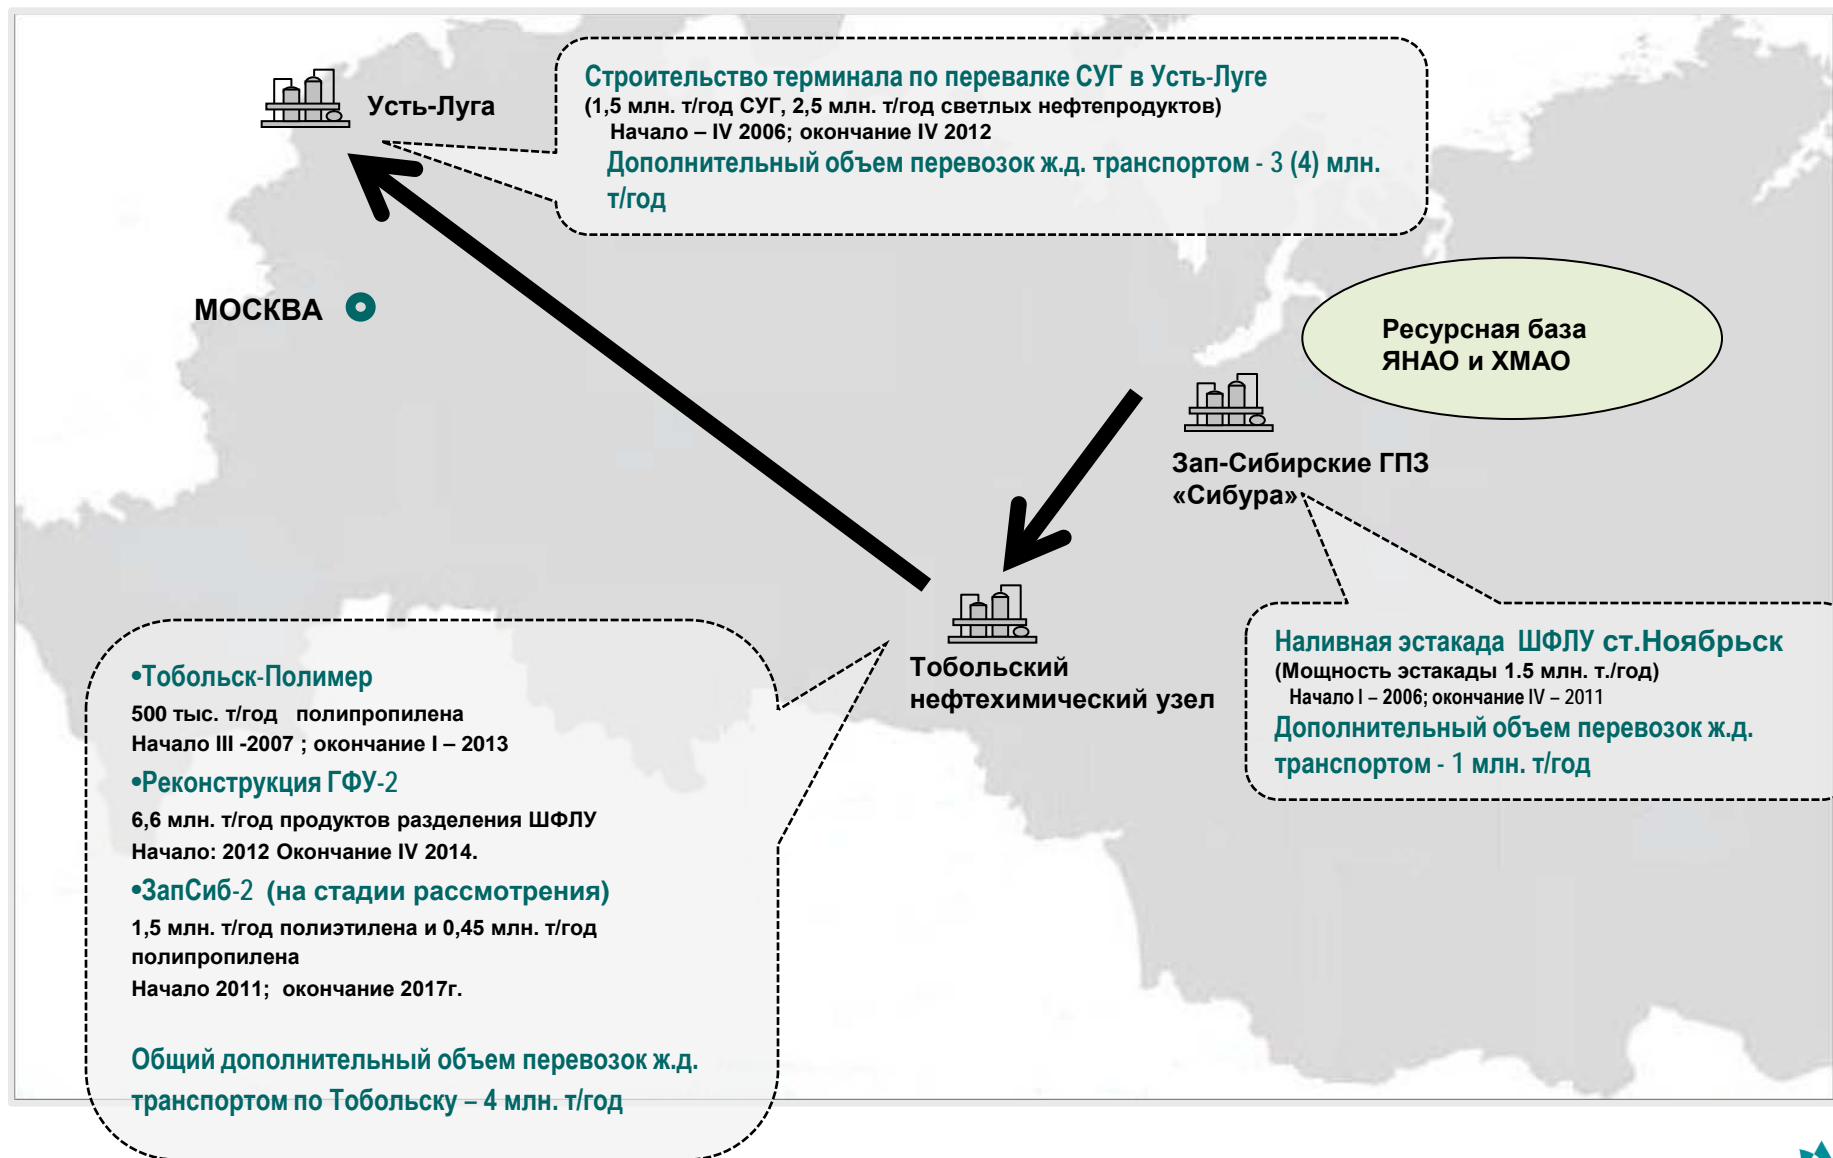 Усть-Луга
Строительство терминала по перевалке СУГ в Усть-Луге
(1,5 млн. т/год СУГ, 2,5 млн. т/год светлых нефтепродуктов)
Начало – IV 2006; окончание IV 2012
Дополнительный объем перевозок ж.д. транспортом - 3 (4) млн.
т/год
МОСКВА
Ресурсная база
ЯНАО и ХМАО
Зап-Сибирские ГПЗ
«Сибура»
Тобольский
нефтехимический узел
Наливная эстакада ШФЛУ ст.Ноябрьск
(Мощность эстакады 1.5 млн. т./год)
Начало I – 2006; окончание IV – 2011
Дополнительный объем перевозок ж.д.
транспортом - 1 млн. т/год
•Тобольск-Полимер
500 тыс. т/год полипропилена
Начало III -2007 ; окончание I – 2013
•Реконструкция ГФУ-2
6,6 млн. т/год продуктов разделения ШФЛУ
Начало: 2012 Окончание IV 2014.
•ЗапСиб-2 (на стадии рассмотрения)
1,5 млн. т/год полиэтилена и 0,45 млн. т/год
полипропилена
Начало 2011; окончание 2017г.
Общий дополнительный объем перевозок ж.д.
транспортом по Тобольску – 4 млн. т/год